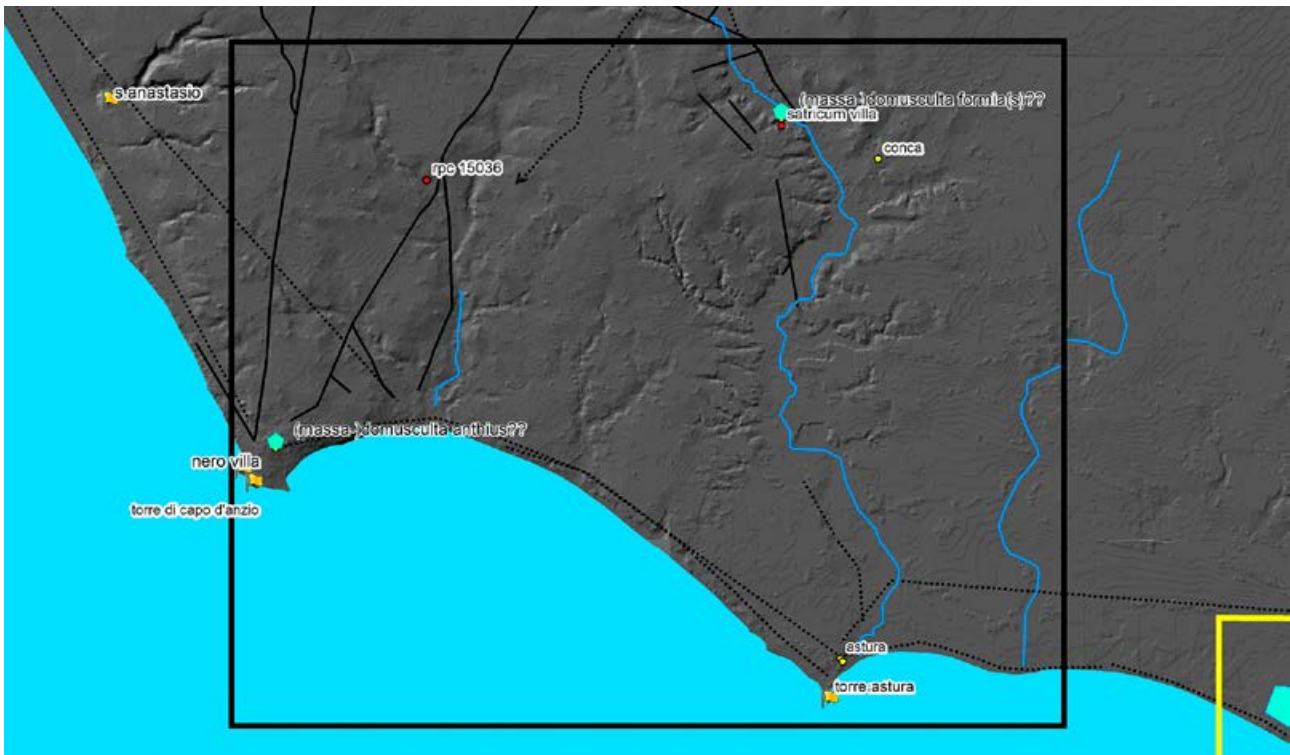 s.anastasio
(massa-)domusculta formia(s)??
satricum villa
conca
rpc 15036
(massa-)domusculta anthius??
nero villa
torre di capo d'anzio
astura
torre astura